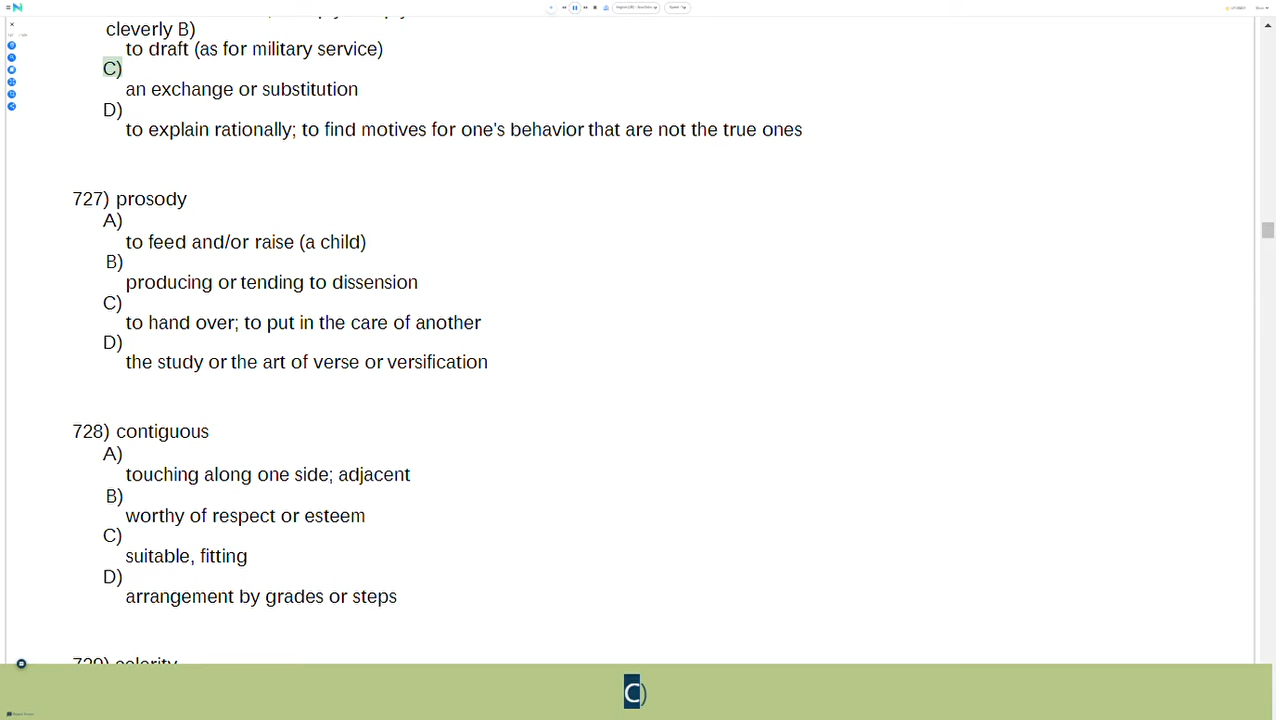 cleverly B)
to draft (as for military service)
C)
an exchange or substitution
D)
to explain rationally; to find motives for one's behavior that are not the true ones
727) prosody
A)
to feed and/or raise (a child)
B)
producing or tending to dissension
C)
to hand over; to put in the care of another
D)
the study or the art of verse or versification
728) contiguous
A)
touching along one side; adjacent
B)
worthy of respect or esteem
C)
suitable, fitting
D)
arrangement by grades or steps
729) celerity
C)